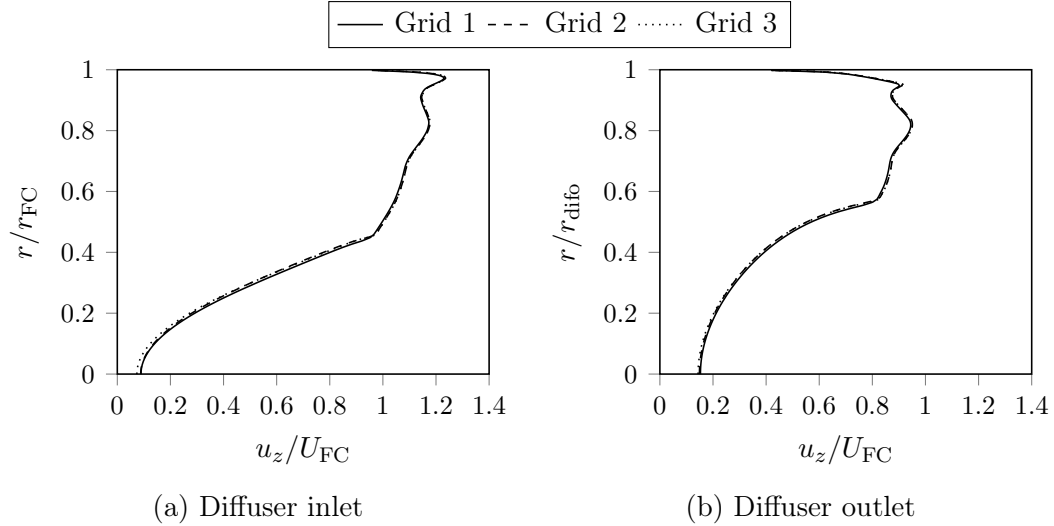 Grid 1 Grid 2 Grid 3
1
0.8
0.6
0.4
0.2
0
r/r_FC
0 0.2 0.4 0.6 0.8 1 1.2 1.4
u_z/U_FC
(a) Diffuser inlet
1
0.8
0.6
0.4
0.2
0
r/r_difo
0 0.2 0.4 0.6 0.8 1 1.2 1.4
u_z/U_FC
(b) Diffuser outlet